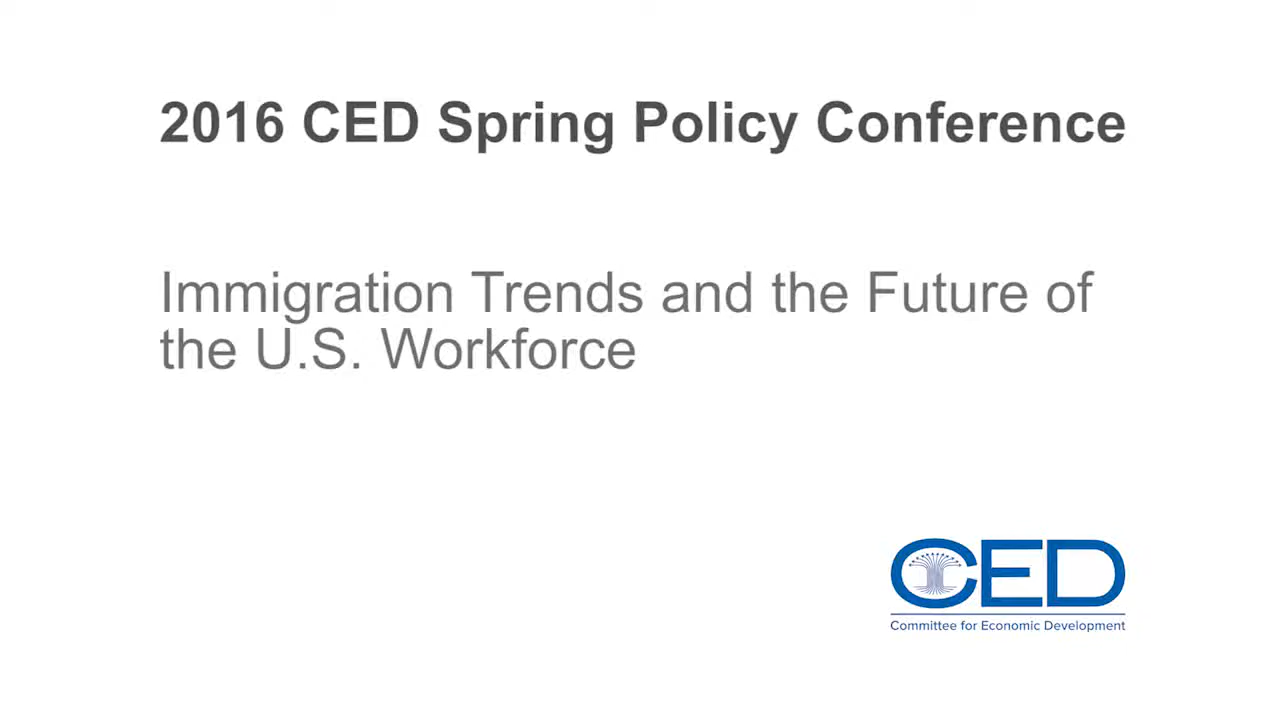 2016 CED Spring Policy Conference
Immigration Trends and the Future of
the U.S. Workforce
CED
Committee for Economic Development